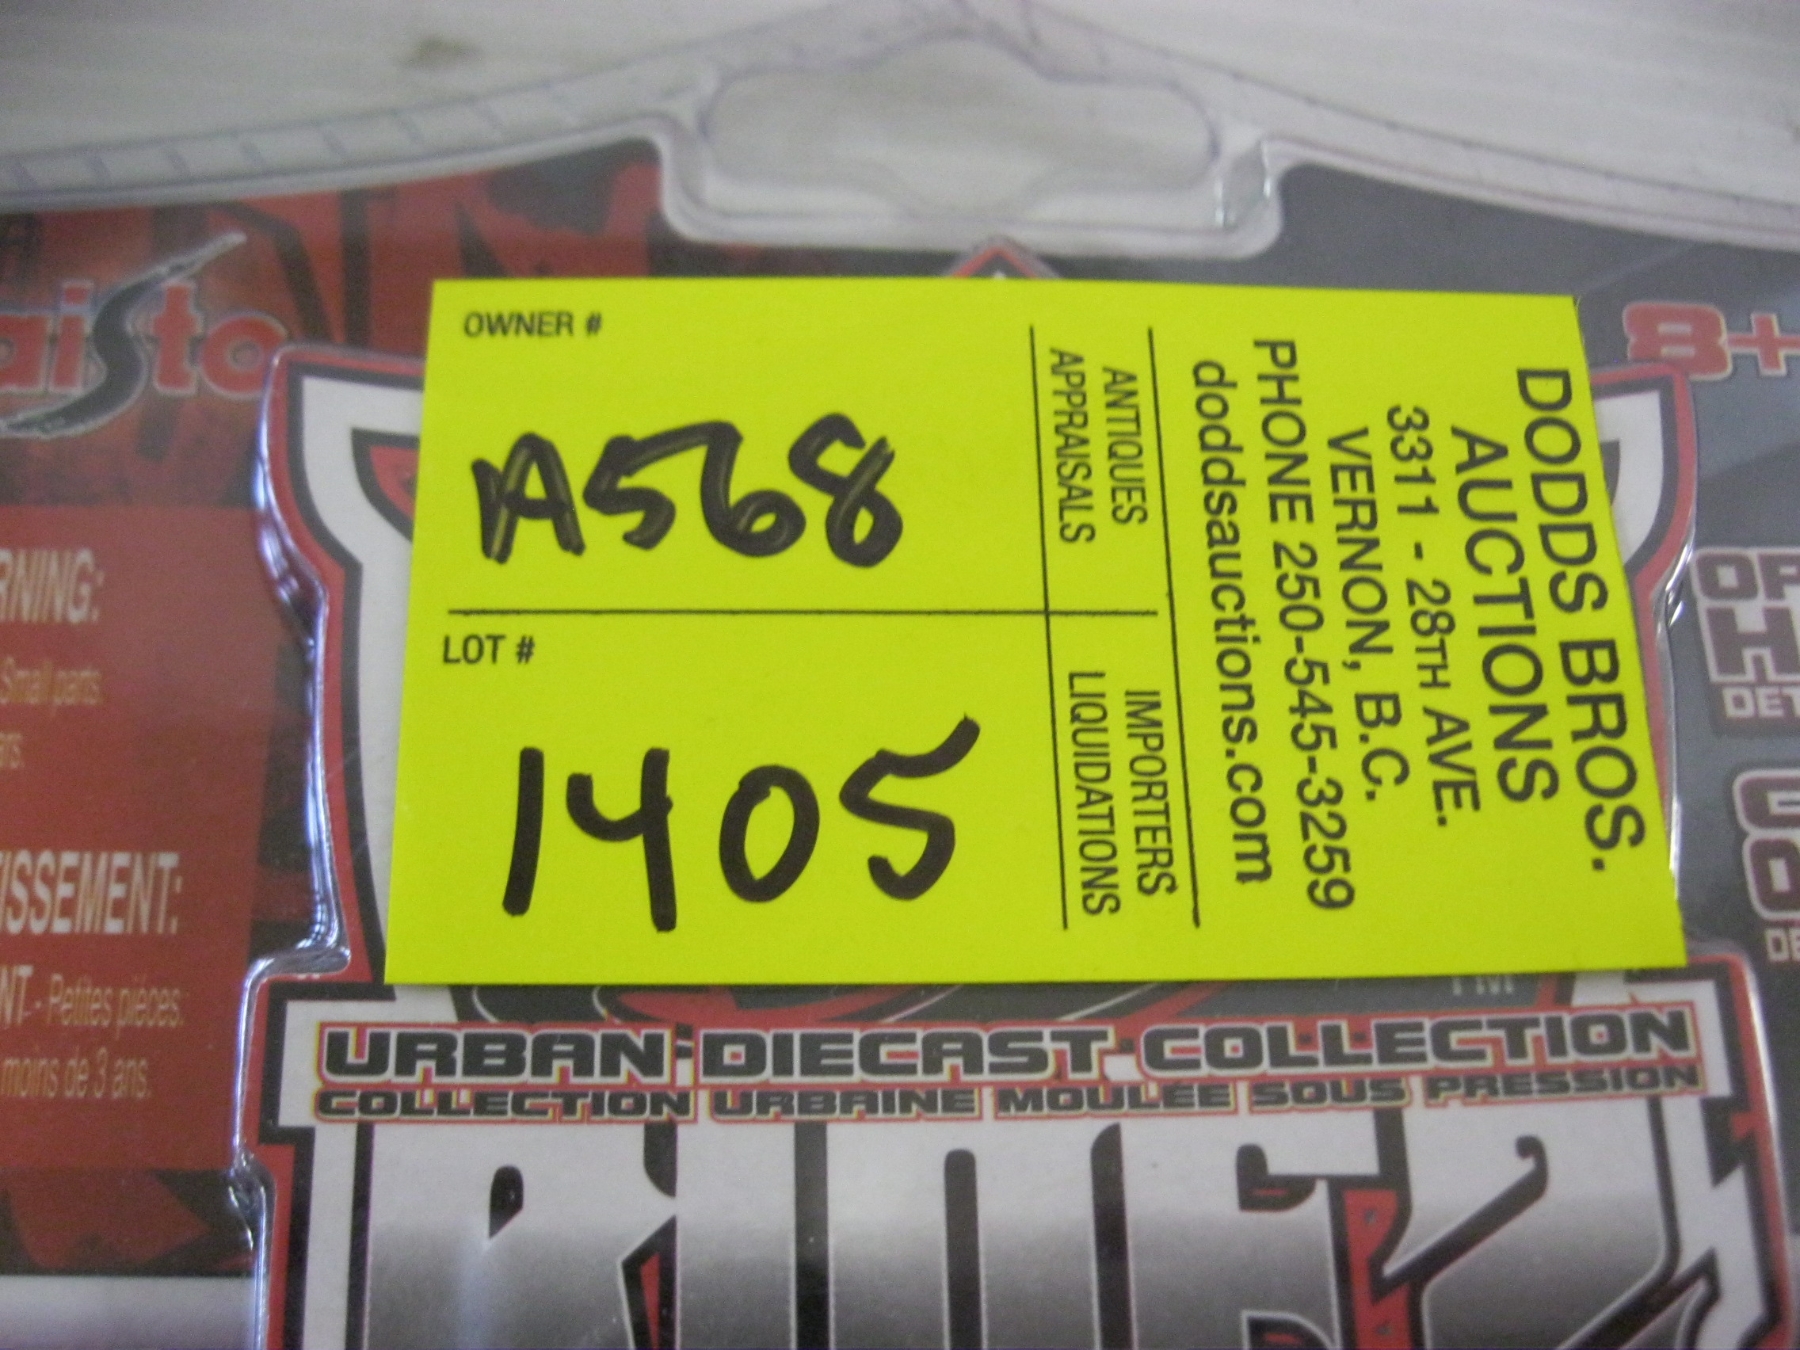 OWNER #
A568
LOT #
1405
ANTIQUES
APPRAISALS
IMPORTERS
LIQUIDATIONS
DODDS BROS.
AUCTIONS
3311 - 28TH AVE.
VERNON, B.C.
PHONE 250-545-3259
doddsauctions.com
aisto
8+
RNING:
Small parts.
ISSEMENT:
NT - Petites pièces.
moins de 3 ans.
OP
H
DET
URBAN DIECAST COLLECTION
COLLECTION URBAINE MOULÉE SOUS PRESSION